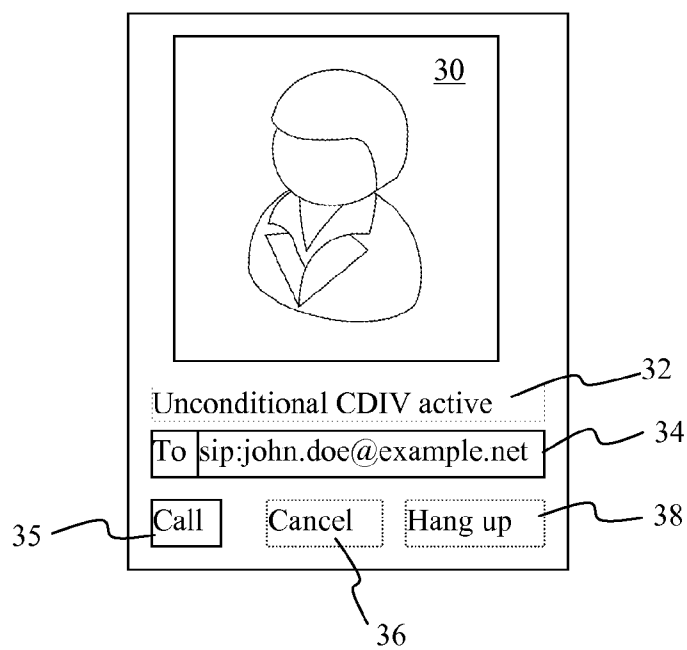 30
Unconditional CDIV active
32
To sip:john.doe@example.net
34
Call Cancel Hang up
35
38
36